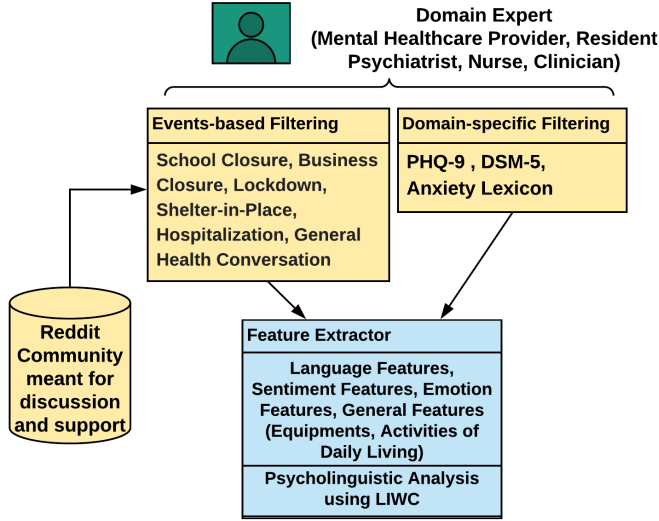 Domain Expert
(Mental Healthcare Provider, Resident
Psychiatrist, Nurse, Clinician)
Events-based Filtering
School Closure, Business
Closure, Lockdown,
Shelter-in-Place,
Hospitalization, General
Health Conversation
Domain-specific Filtering
PHQ-9 , DSM-5,
Anxiety Lexicon
Reddit
Community
meant for
discussion
and support
Feature Extractor
Language Features,
Sentiment Features, Emotion
Features, General Features
(Equipments, Activities of
Daily Living)
Psycholinguistic Analysis
using LIWC